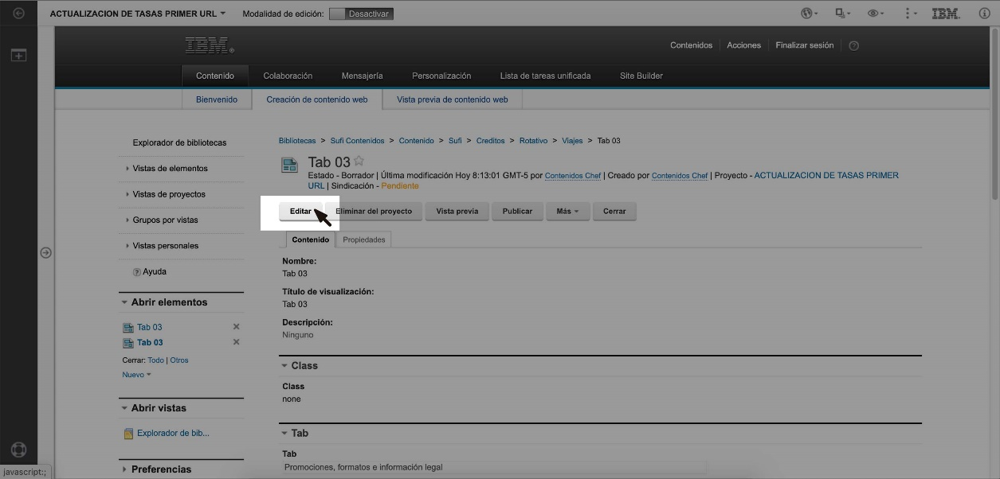 ACTUALIZACION DE TASAS PRIMER URL Modalidad de edición: Desactivar IBM.
IBM®
Contenidos Acciones Finalizar sesión ?
Contenido Colaboración Mensajería Personalización Lista de tareas unificada Site Builder
Bienvenido Creación de contenido web Vista previa de contenido web
Explorador de bibliotecas
Vistas de elementos
Vistas de proyectos
Grupos por vistas
Vistas personales
? Ayuda
Abrir elementos
Tab 03
Tab 03
Cerrar: Todo | Otros
Nuevo
Abrir vistas
Explorador de bib...
Preferencias
Bibliotecas > Sufi Contenidos > Contenido > Sufi > Creditos > Rotativo > Viajes > Tab 03
Tab 03
Estado - Borrador | Última modificación Hoy 8:13:01 GMT-5 por Contenidos Chef | Creado por Contenidos Chef | Proyecto - ACTUALIZACION DE TASAS PRIMER
URL | Sindicación - Pendiente
Editar Eliminar del proyecto Vista previa Publicar Más Cerrar
Contenido Propiedades
Nombre:
Tab 03
Título de visualización:
Tab 03
Descripción:
Ninguno
Class
Class
none
Tab
Tab
Promociones, formatos e información legal
javascript:;